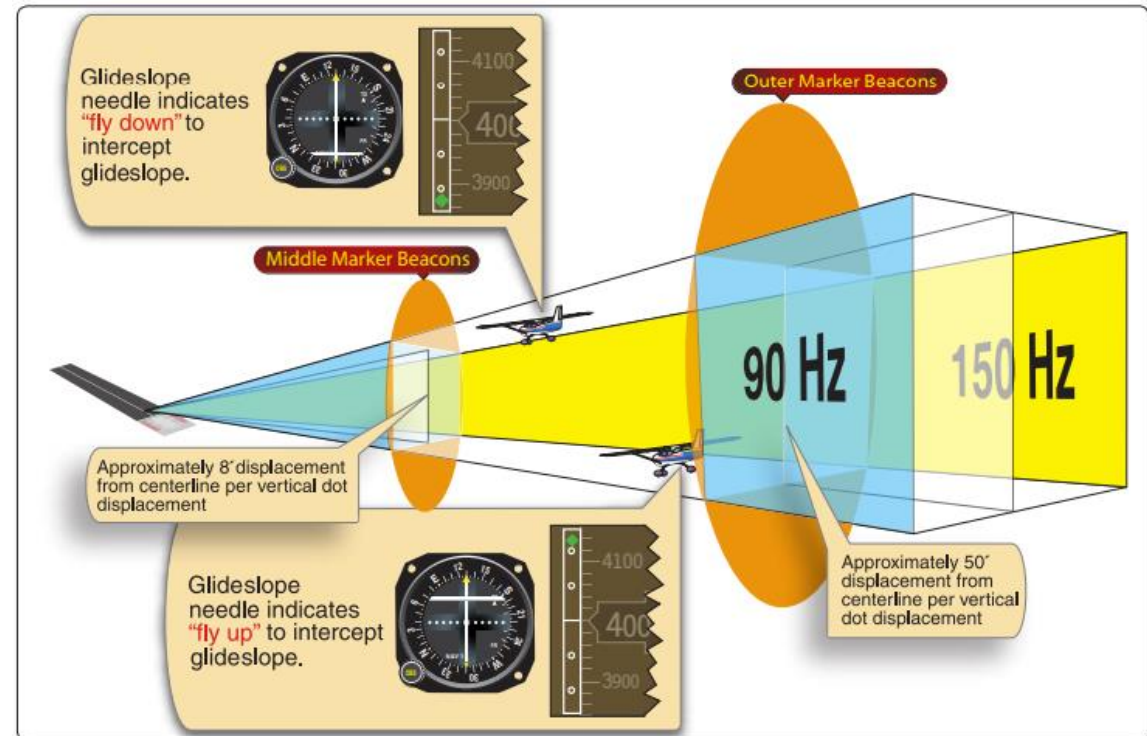 Glideslope
needle indicates
“fly down” to
intercept
glideslope.
4100
400
3900
Outer Marker Beacons
Middle Marker Beacons
90 Hz
150 Hz
Approximately 8´ displacement
from centerline per vertical dot
displacement
Approximately 50´
displacement from
centerline per vertical
dot displacement
Glideslope
needle indicates
“fly up” to intercept
glideslope.
4100
400
3900